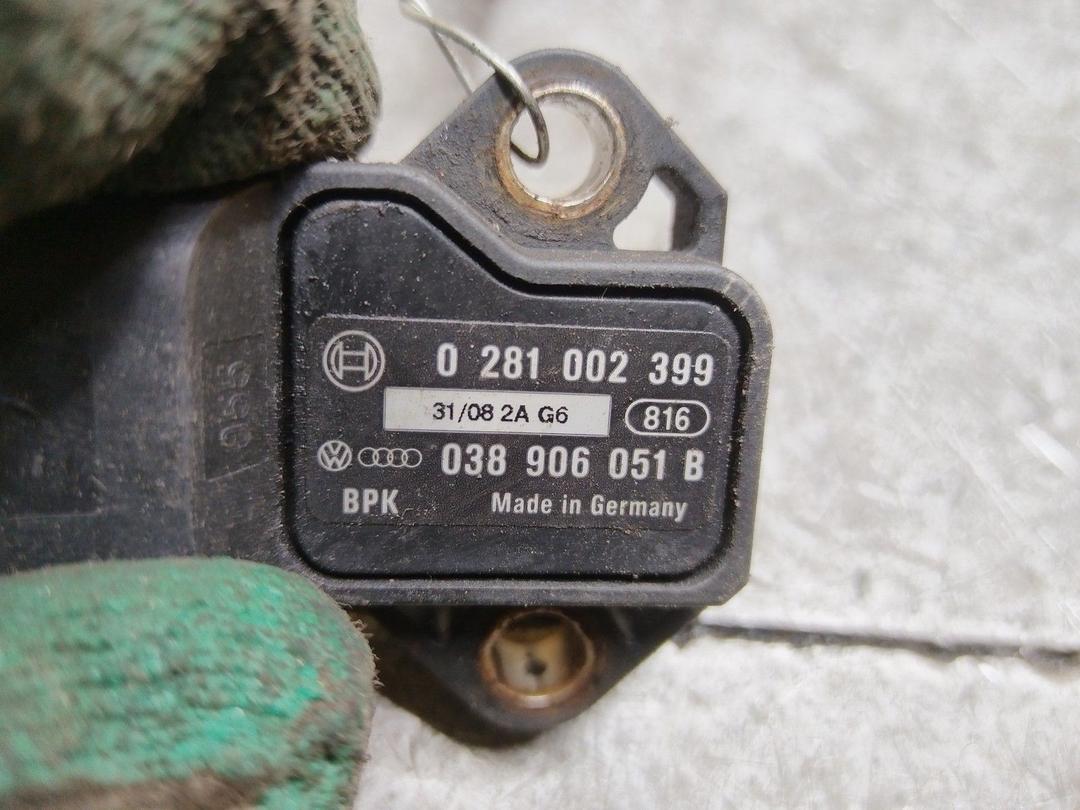 0 281 002 399
31/08 2A G6 816
038 906 051 B
BPK Made in Germany